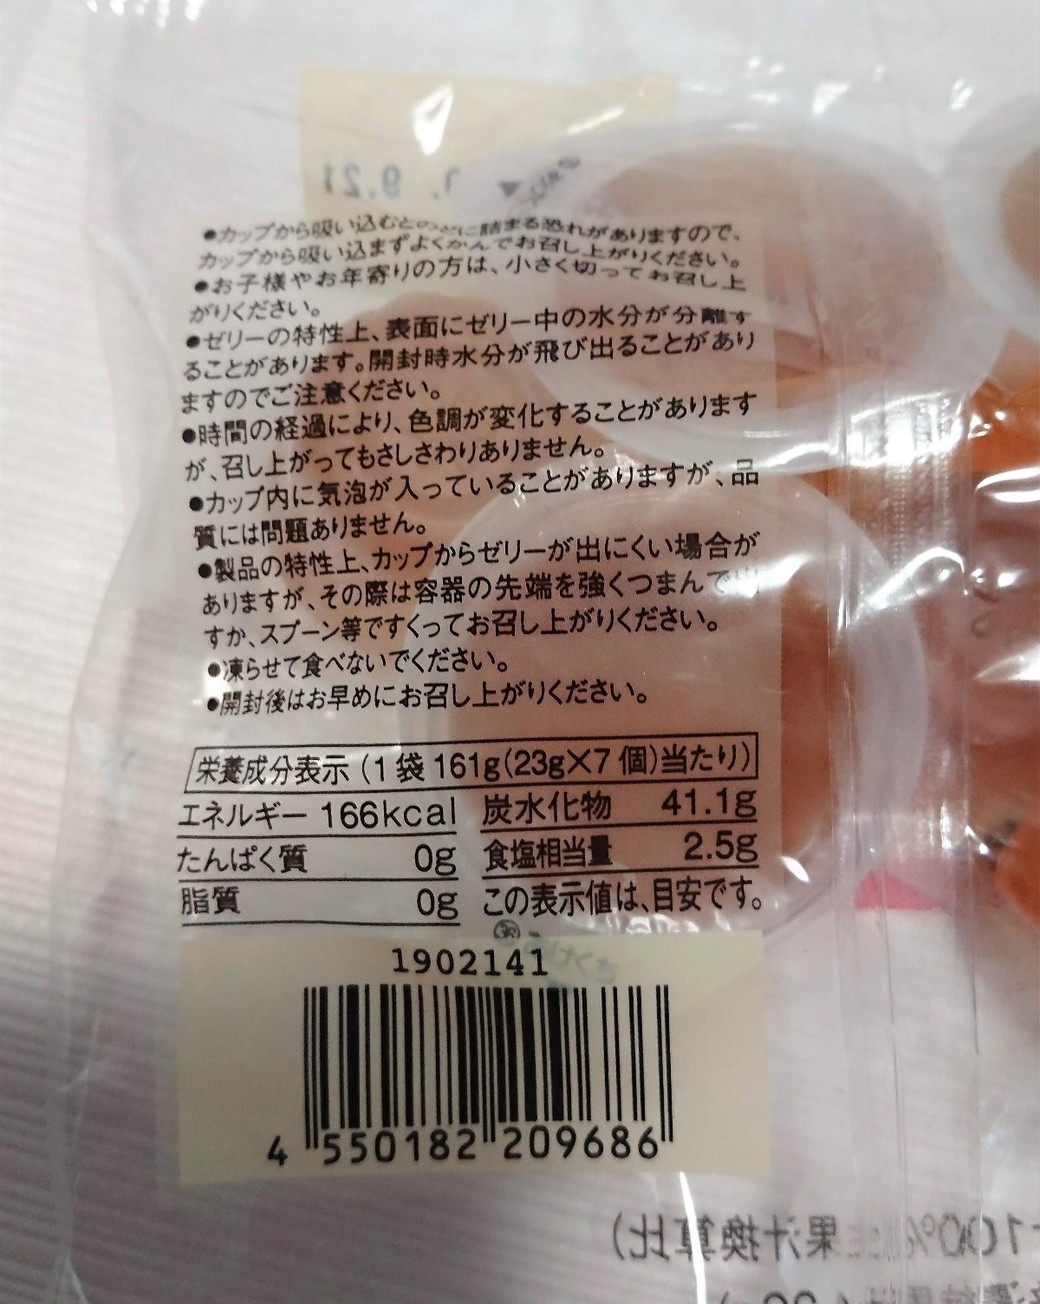 ●カップから吸い込むとのどに詰まる恐れがありますので、
カップから吸い込まずよくかんでお召し上がりください。
●お子様やお年寄りの方は、小さく切ってお召し上
がりください。
●ゼリーの特性上、表面にゼリー中の水分が分離す
ることがあります。開封時水分が飛び出ることがあり
ますのでご注意ください。
●時間の経過により、色調が変化することがあります
が、召し上がってもさしさわりありません。
●カップ内に気泡が入っていることがありますが、品
質には問題ありません。
●製品の特性上、カップからゼリーが出にくい場合が
ありますが、その際は容器の先端を強くつまんで
すか、スプーン等ですくってお召し上がりください。
●凍らせて食べないでください。
●開封後はお早めにお召し上がりください。
栄養成分表示(1袋161g(23g×7個)当たり)
エネルギー 166kcal 炭水化物 41.1g
たんぱく質 0g 食塩相当量 2.5g
脂質 0g この表示値は、目安です。
1902141
4 550182 209686